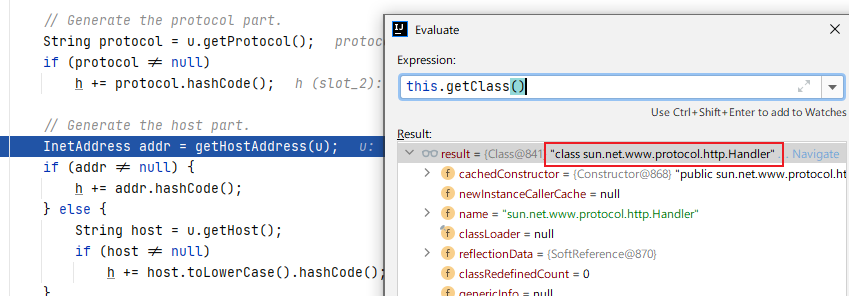 // Generate the protocol part.
String protocol = u.getProtocol();   protoc
if (protocol ≠ null)
h += protocol.hashCode();   h (slot_2):
// Generate the host part.
InetAddress addr = getHostAddress(u);   u:
if (addr ≠ null) {
h += addr.hashCode();
} else {
String host = u.getHost();
if (host ≠ null)
h += host.toLowerCase().hashCode();
}
Evaluate
Expression:
this.getClass()
Use Ctrl+Shift+Enter to add to Watches
Result:
result = {Class@841} "class sun.net.www.protocol.http.Handler" ... Navigate
cachedConstructor = {Constructor@868} "public sun.net.www.protocol.ht
newInstanceCallerCache = null
name = "sun.net.www.protocol.http.Handler"
classLoader = null
reflectionData = {SoftReference@870}
classRedefinedCount = 0
genericInfo = null